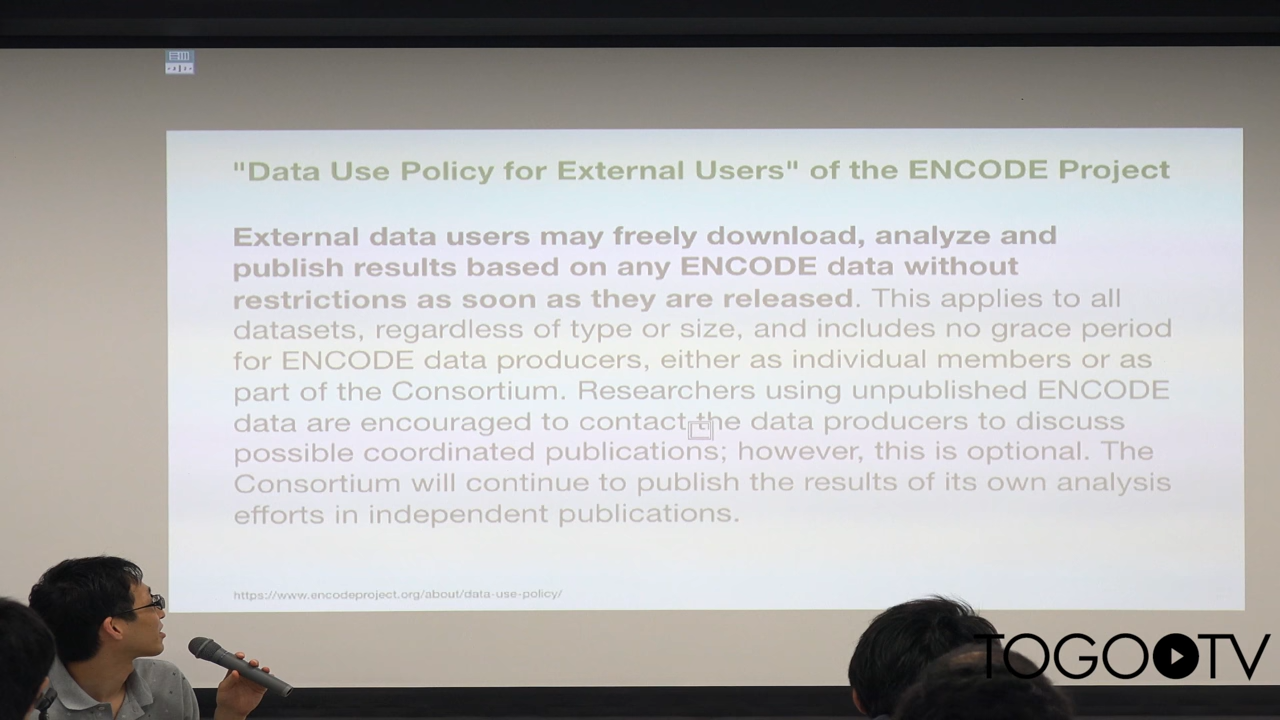 "Data Use Policy for External Users" of the ENCODE Project
External data users may freely download, analyze and
publish results based on any ENCODE data without
restrictions as soon as they are released. This applies to all
datasets, regardless of type or size, and includes no grace period
for ENCODE data producers, either as individual members or as
part of the Consortium. Researchers using unpublished ENCODE
data are encouraged to contact the data producers to discuss
possible coordinated publications; however, this is optional. The
Consortium will continue to publish the results of its own analysis
efforts in independent publications.
https://www.encodeproject.org/about/data-use-policy/
TOGO TV